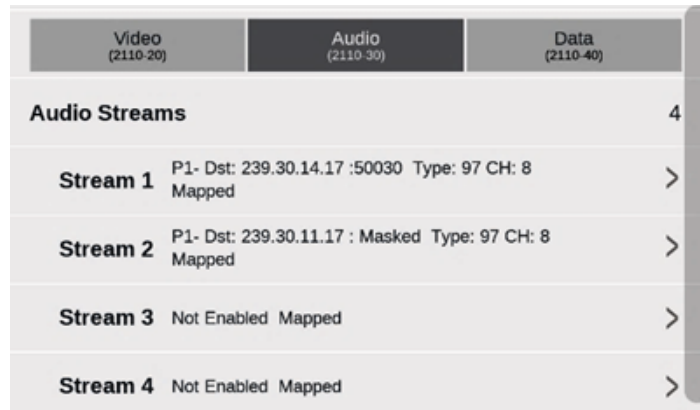 Video
(2110-20)
Audio
(2110-30)
Data
(2110-40)
Audio Streams 4
Stream 1 P1- Dst: 239.30.14.17 :50030 Type: 97 CH: 8
Mapped
Stream 2 P1- Dst: 239.30.11.17 : Masked Type: 97 CH: 8
Mapped
Stream 3 Not Enabled Mapped
Stream 4 Not Enabled Mapped